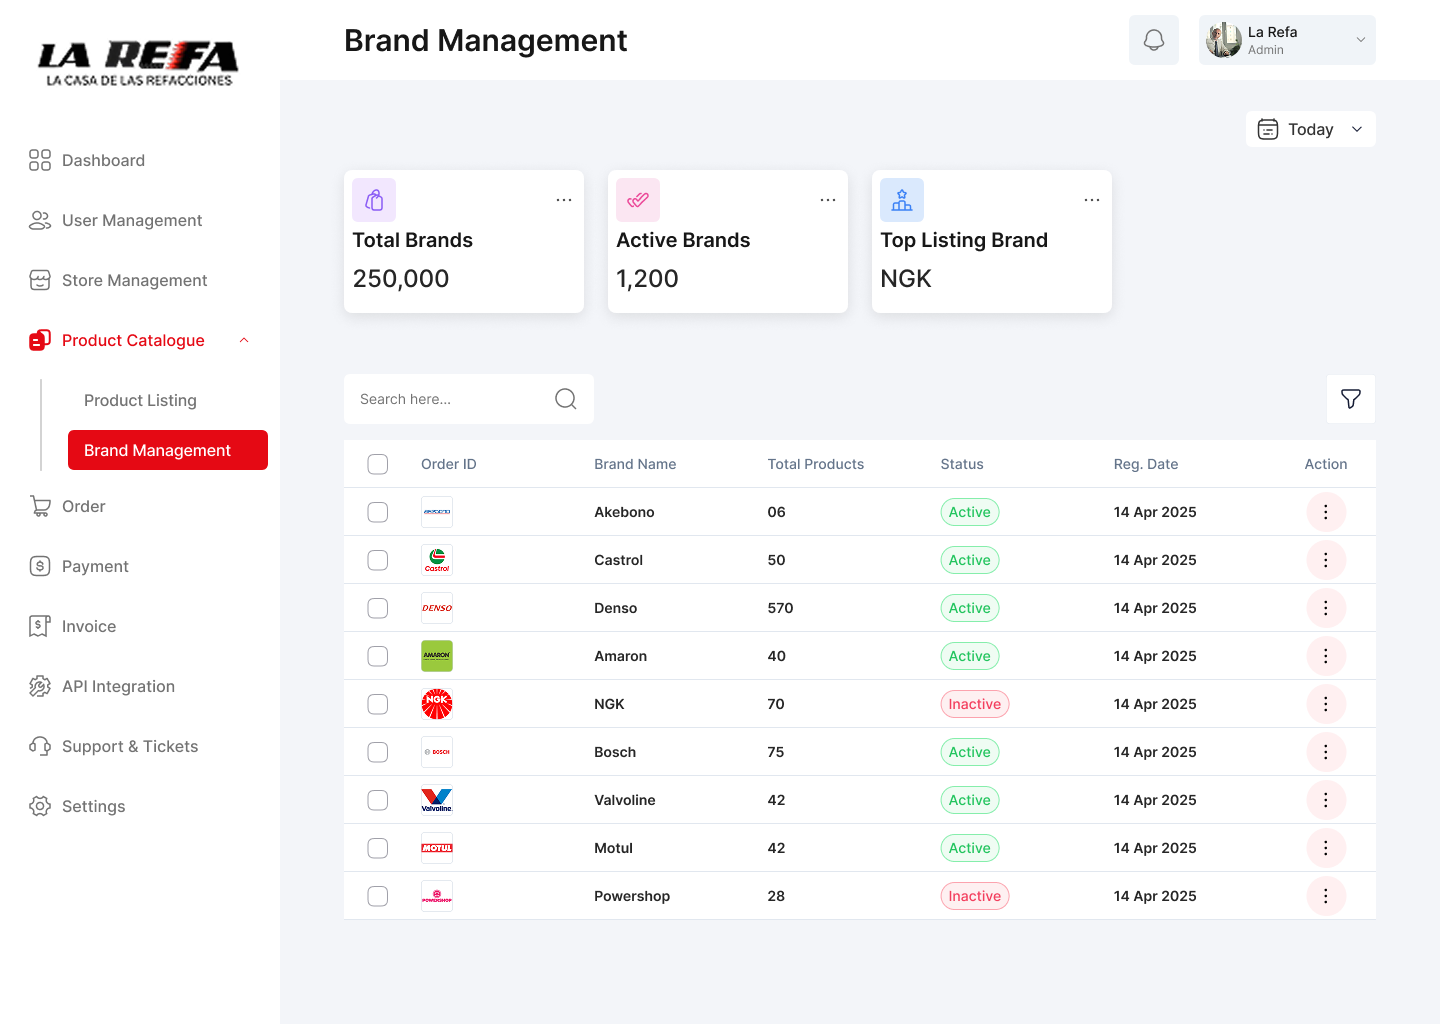 LA REFA
LA CASA DE LAS REFACCIONES
Brand Management
La Refa
Admin
Dashboard
User Management
Store Management
Product Catalogue
Product Listing
Brand Management
Order
Payment
Invoice
API Integration
Support & Tickets
Settings
Today
Total Brands
250,000
Active Brands
1,200
Top Listing Brand
NGK
Search here...
Order ID Brand Name Total Products Status Reg. Date Action
Akebono 06 Active 14 Apr 2025
Castrol Castrol 50 Active 14 Apr 2025
DENSO Denso 570 Active 14 Apr 2025
AMARON Amaron 40 Active 14 Apr 2025
NGK NGK 70 Inactive 14 Apr 2025
BOSCH Bosch 75 Active 14 Apr 2025
Valvoline Valvoline 42 Active 14 Apr 2025
MOTUL Motul 42 Active 14 Apr 2025
POWERSHOP Powershop 28 Inactive 14 Apr 2025